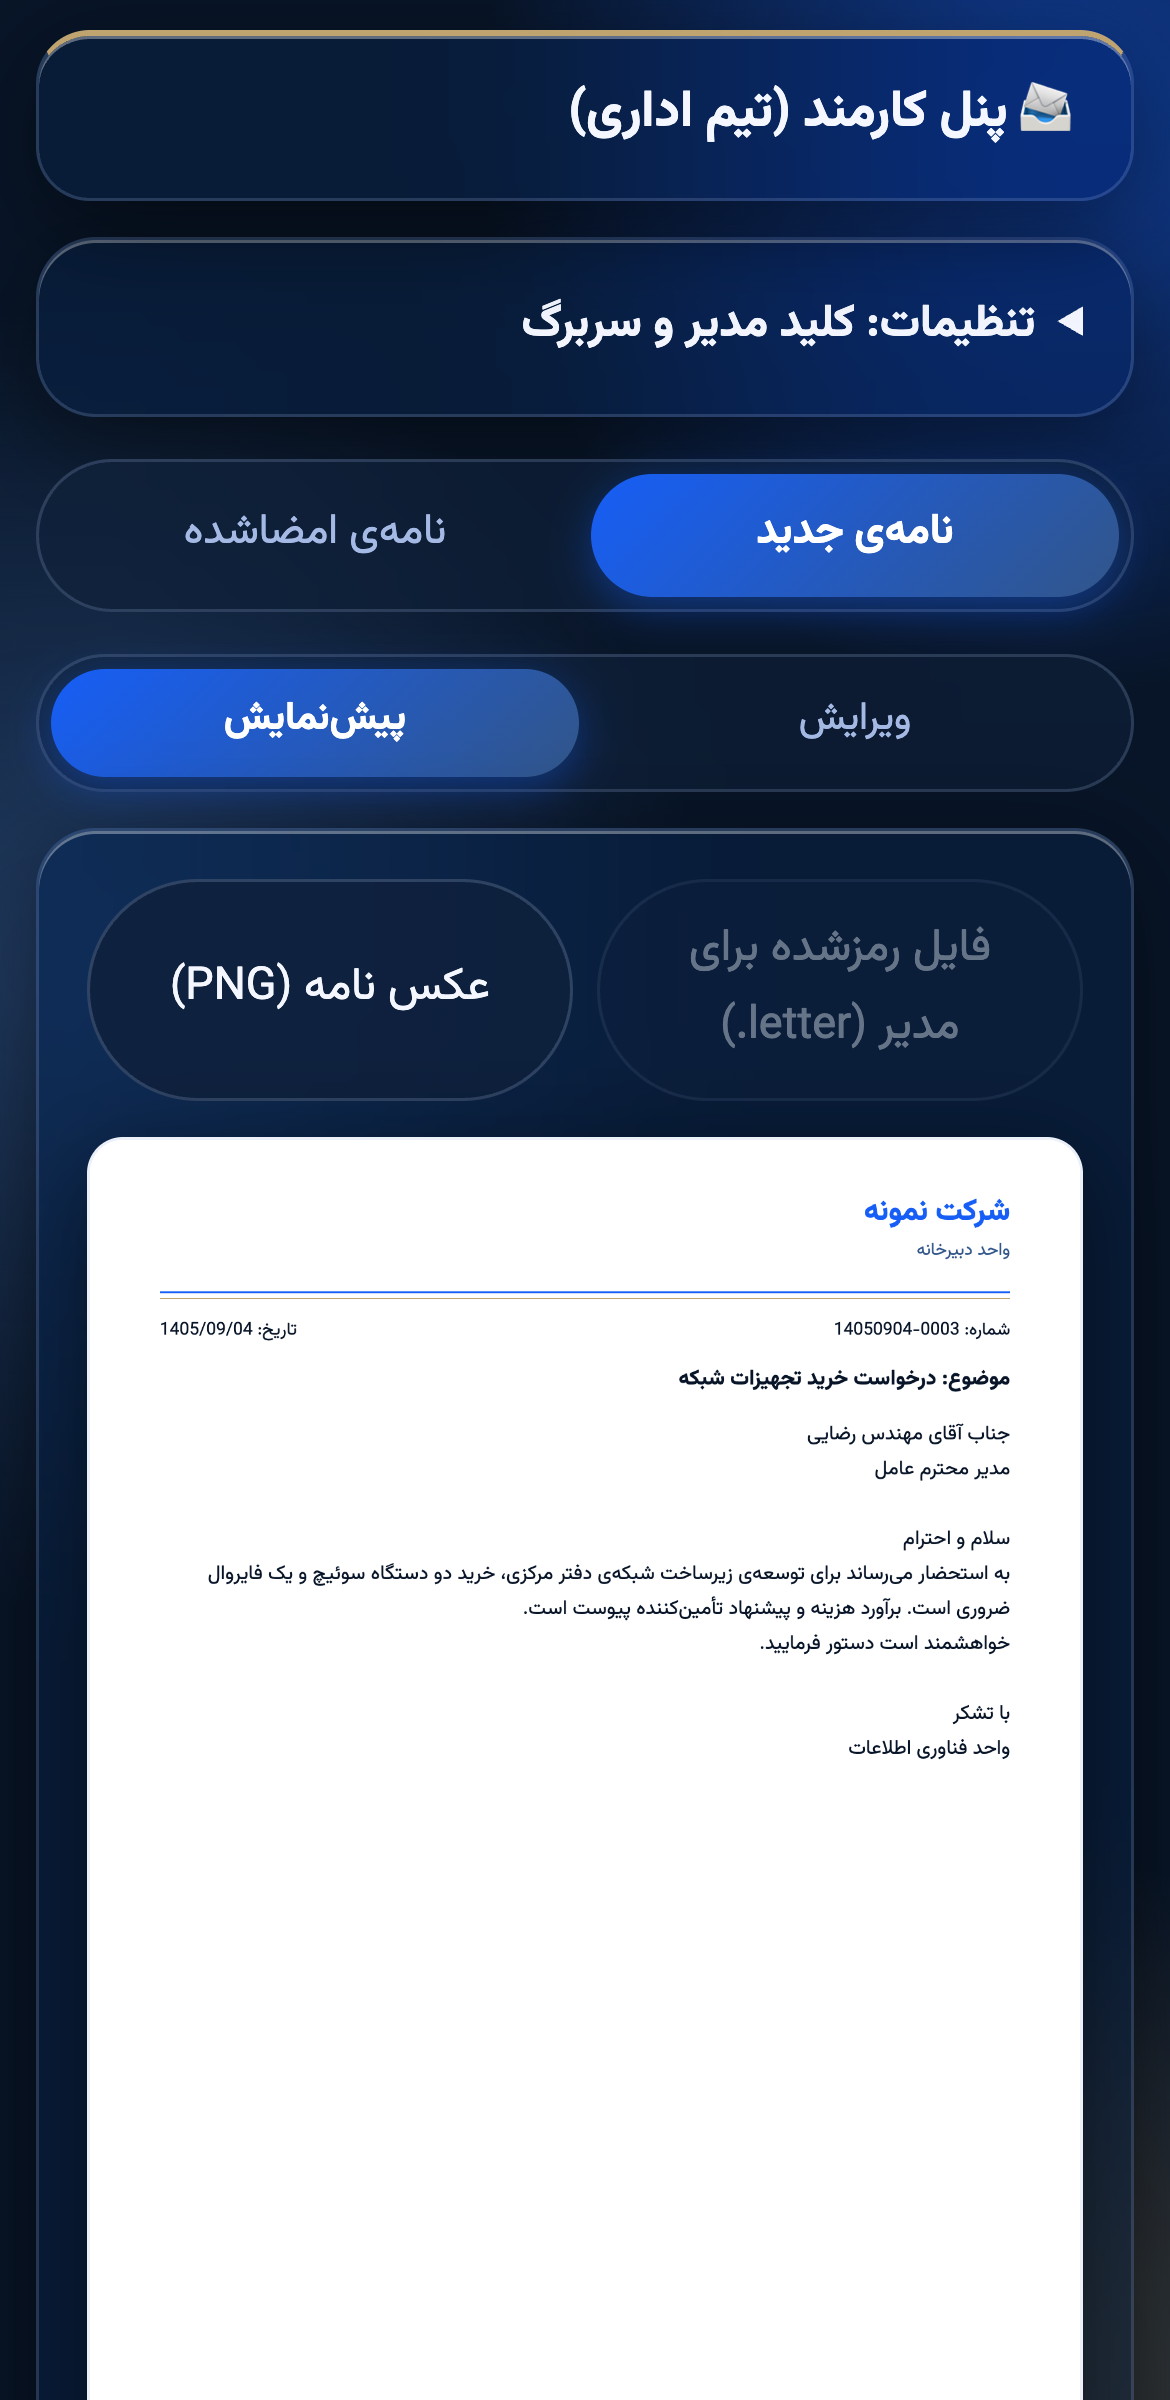 پنل کارمند (تیم اداری)
تنظیمات: کلید مدیر و سربرگ
نامه‌ی جدید
نامه‌ی امضاشده
ویرایش
پیش‌نمایش
فایل رمزشده برای
مدیر (letter.)
عکس نامه (PNG)
شرکت نمونه
واحد دبیرخانه
شماره: 14050904-0003
تاریخ: 1405/09/04
موضوع: درخواست خرید تجهیزات شبکه
جناب آقای مهندس رضایی
مدیر محترم عامل
سلام و احترام
به استحضار می‌رساند برای توسعه‌ی زیرساخت شبکه‌ی دفتر مرکزی، خرید دو دستگاه سوئیچ و یک فایروال
ضروری است. برآورد هزینه و پیشنهاد تأمین‌کننده پیوست است.
خواهشمند است دستور فرمایید.
با تشکر
واحد فناوری اطلاعات